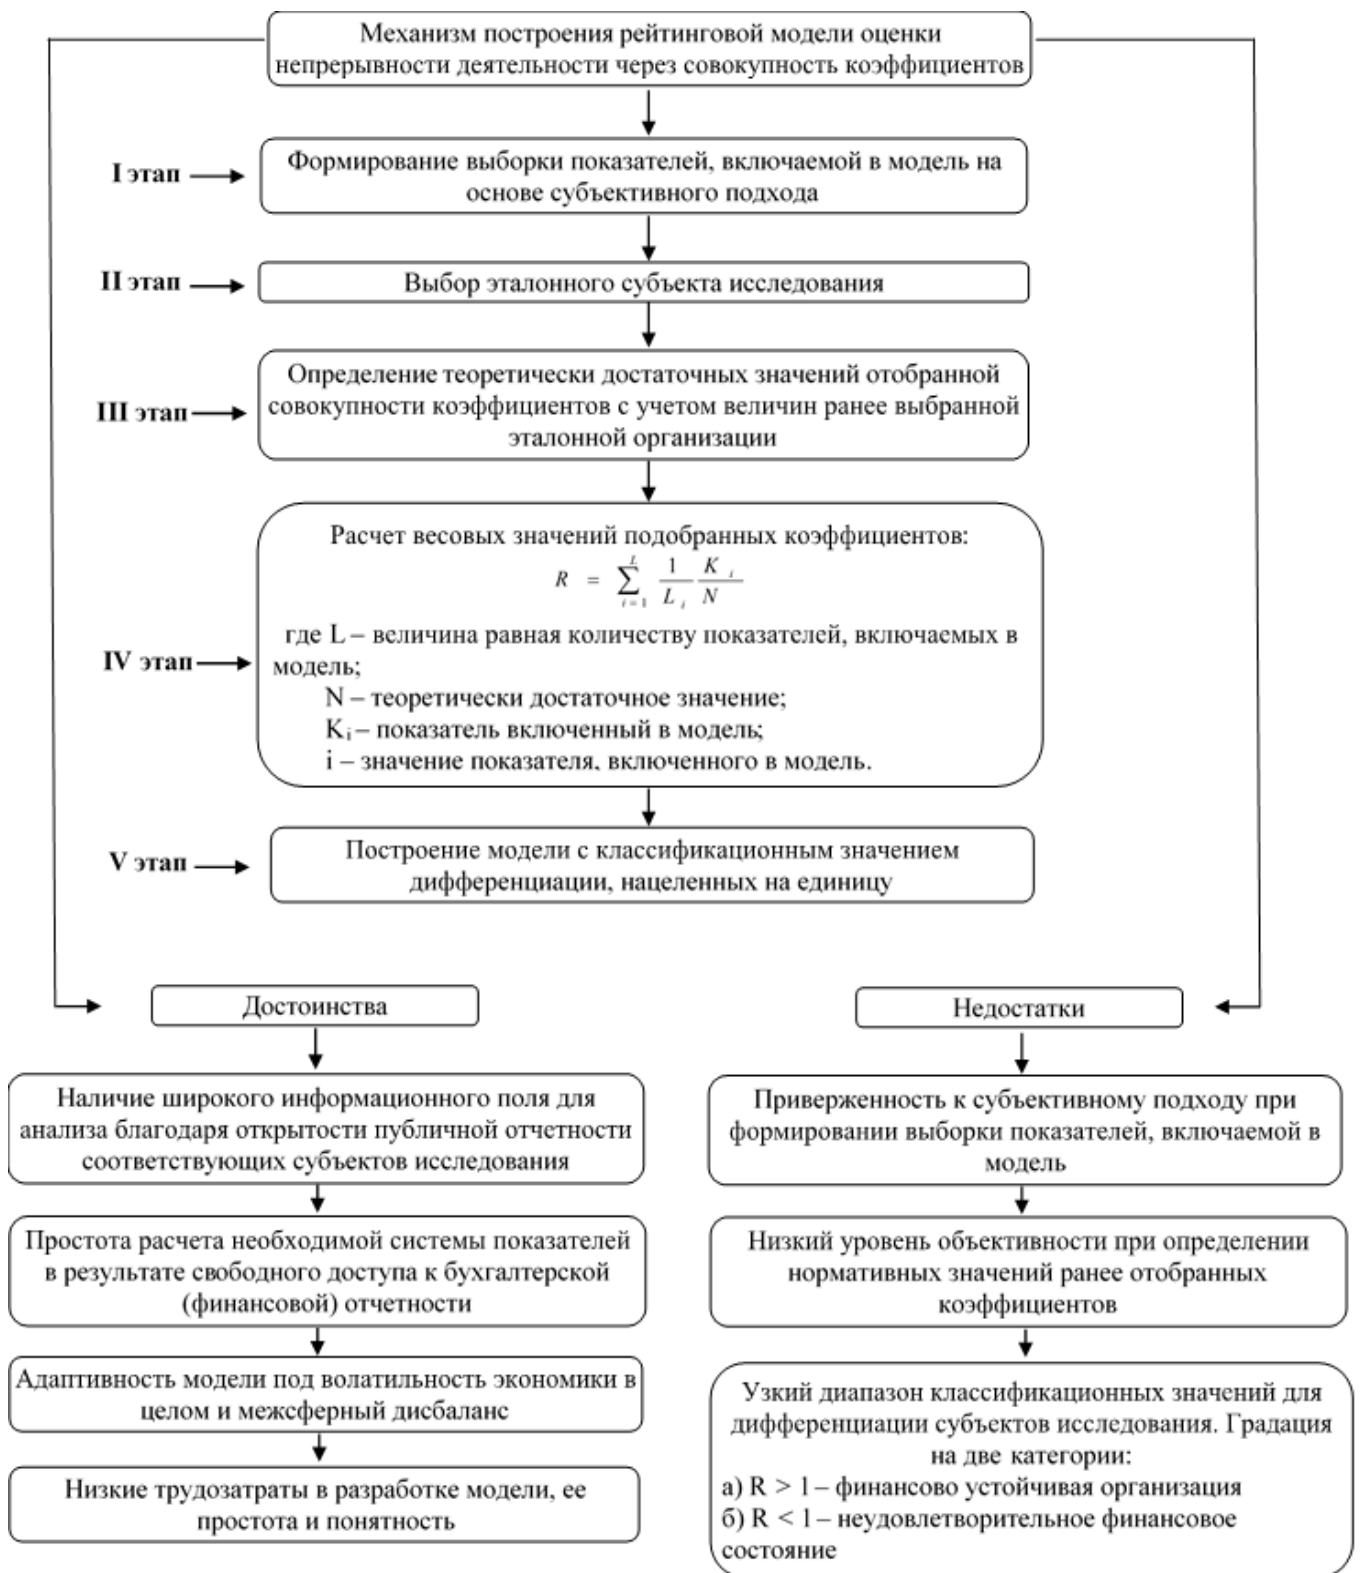 Механизм построения рейтинговой модели оценки
непрерывности деятельности через совокупность коэффициентов
I этап
Формирование выборки показателей, включаемой в модель на
основе субъективного подхода
II этап
Выбор эталонного субъекта исследования
III этап
Определение теоретически достаточных значений отобранной
совокупности коэффициентов с учетом величин ранее выбранной
эталонной организации
IV этап
Расчет весовых значений подобранных коэффициентов:
R = \sum_{i=1}^{L} \frac{1}{L_i} \frac{K_i}{N}
где L – величина равная количеству показателей, включаемых в
модель;
N – теоретически достаточное значение;
Kᵢ – показатель включенный в модель;
i – значение показателя, включенного в модель.
V этап
Построение модели с классификационным значением
дифференциации, нацеленных на единицу
Достоинства
Наличие широкого информационного поля для
анализа благодаря открытости публичной отчетности
соответствующих субъектов исследования
Простота расчета необходимой системы показателей
в результате свободного доступа к бухгалтерской
(финансовой) отчетности
Адаптивность модели под волатильность экономики в
целом и межсферный дисбаланс
Низкие трудозатраты в разработке модели, ее
простота и понятность
Недостатки
Приверженность к субъективному подходу при
формировании выборки показателей, включаемой в
модель
Низкий уровень объективности при определении
нормативных значений ранее отобранных
коэффициентов
Узкий диапазон классификационных значений для
дифференциации субъектов исследования. Градация
на две категории:
а) R > 1 – финансово устойчивая организация
б) R < 1 – неудовлетворительное финансовое
состояние